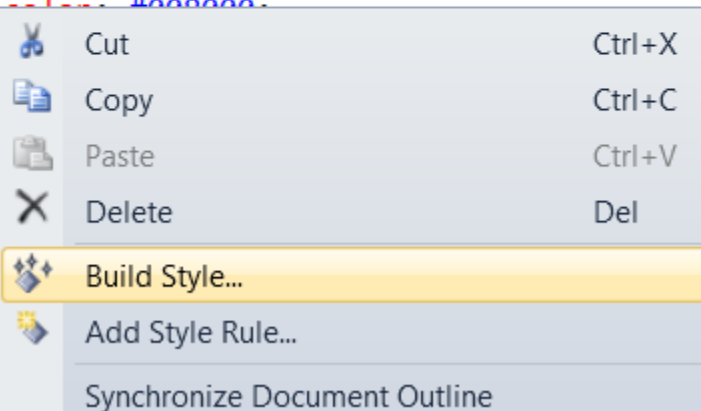 Cut Ctrl+X
Copy Ctrl+C
Paste Ctrl+V
Delete Del
Build Style...
Add Style Rule...
Synchronize Document Outline